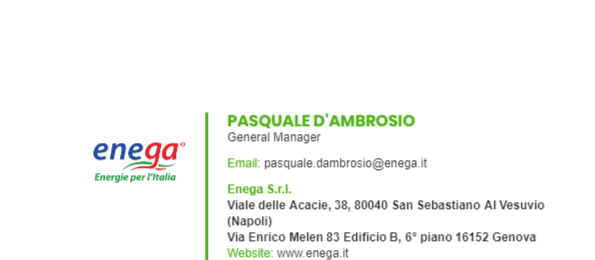 PASQUALE D'AMBROSIO
General Manager
enega®
Email: pasquale.dambrosio@enega.it
Energie per l'Italia
Enega S.r.l.
Viale delle Acacie, 38, 80040 San Sebastiano Al Vesuvio
(Napoli)
Via Enrico Melen 83 Edificio B, 6° piano 16152 Genova
Website: www.enega.it